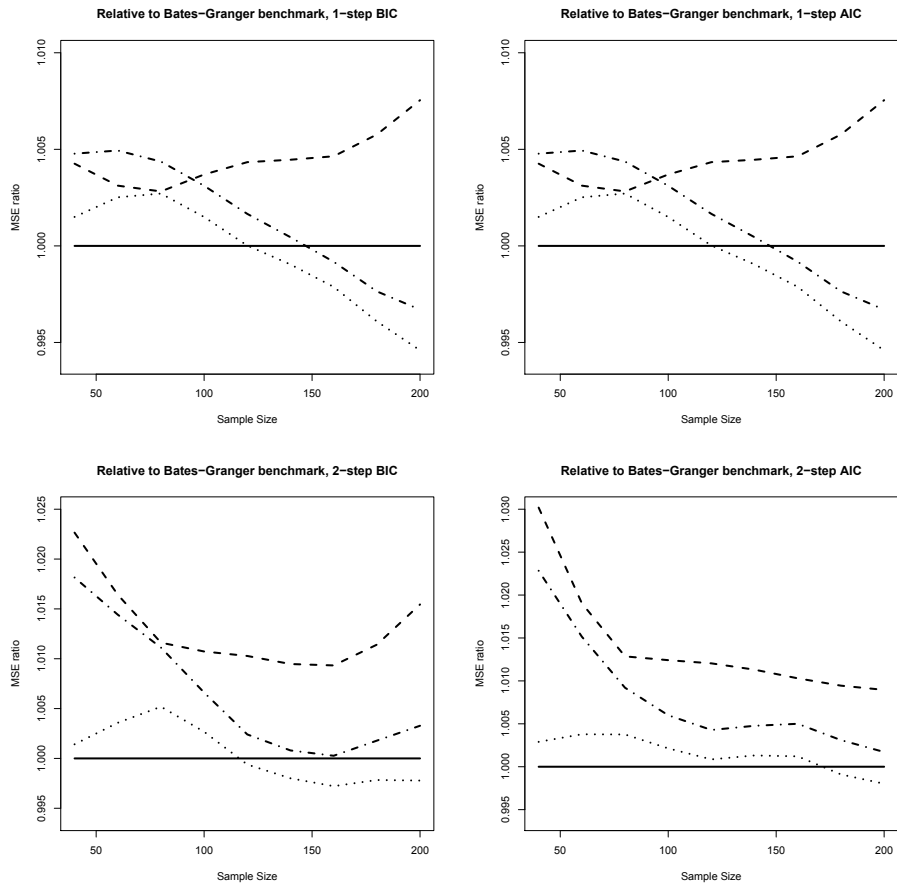 Relative to Bates−Granger benchmark, 1−step BIC
MSE ratio
1.010
1.005
1.000
0.995
50 100 150 200
Sample Size
Relative to Bates−Granger benchmark, 1−step AIC
MSE ratio
1.010
1.005
1.000
0.995
50 100 150 200
Sample Size
Relative to Bates−Granger benchmark, 2−step BIC
MSE ratio
1.025
1.020
1.015
1.010
1.005
1.000
0.995
50 100 150 200
Sample Size
Relative to Bates−Granger benchmark, 2−step AIC
MSE ratio
1.030
1.025
1.020
1.015
1.010
1.005
1.000
0.995
50 100 150 200
Sample Size